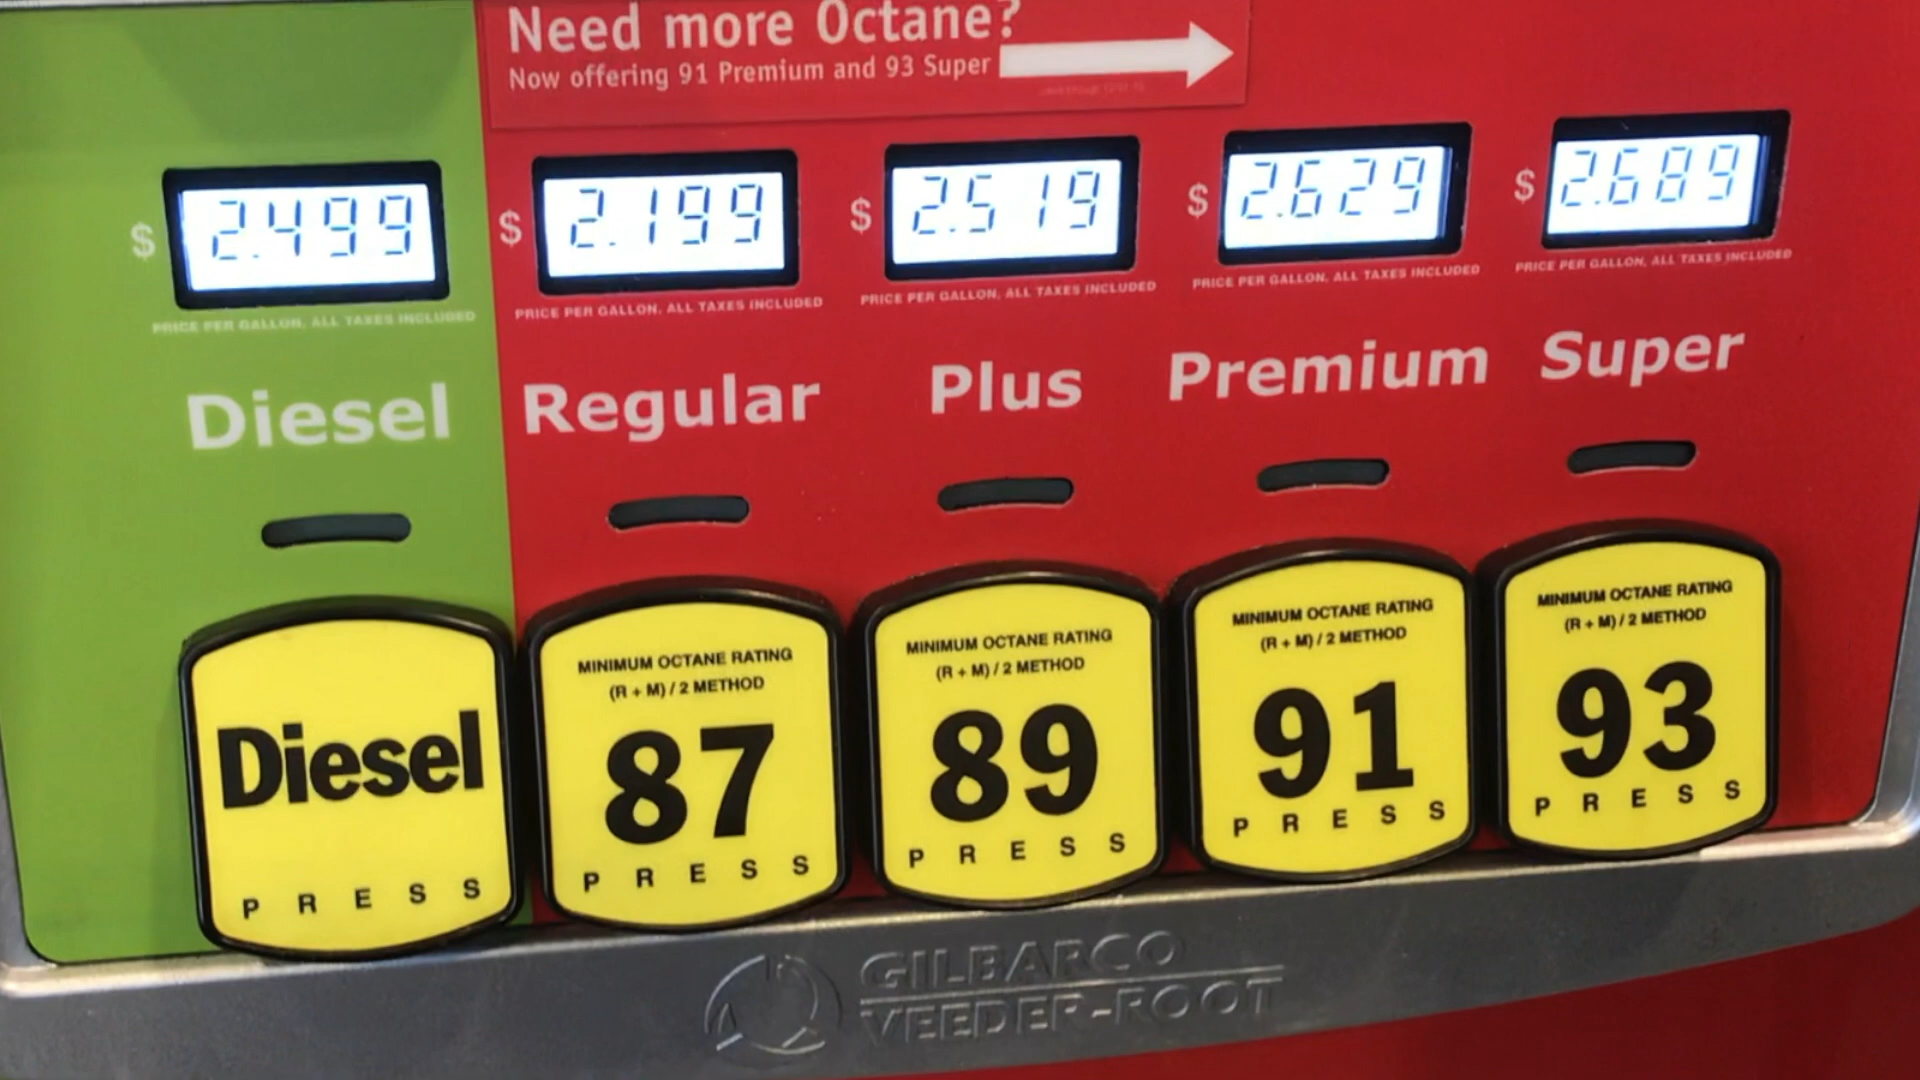 Need more Octane?
Now offering 91 Premium and 93 Super
$ 2.499
PRICE PER GALLON, ALL TAXES INCLUDED
Diesel
$ 2.199
PRICE PER GALLON, ALL TAXES INCLUDED
Regular
$ 2.519
PRICE PER GALLON, ALL TAXES INCLUDED
Plus
$ 2.629
PRICE PER GALLON, ALL TAXES INCLUDED
Premium
$ 2.689
PRICE PER GALLON, ALL TAXES INCLUDED
Super
Diesel
PRESS
MINIMUM OCTANE RATING
(R + M) / 2 METHOD
87
PRESS
MINIMUM OCTANE RATING
(R + M) / 2 METHOD
89
PRESS
MINIMUM OCTANE RATING
(R + M) / 2 METHOD
91
PRESS
MINIMUM OCTANE RATING
(R + M) / 2 METHOD
93
PRESS
GILBARCO
VEEDER-ROOT